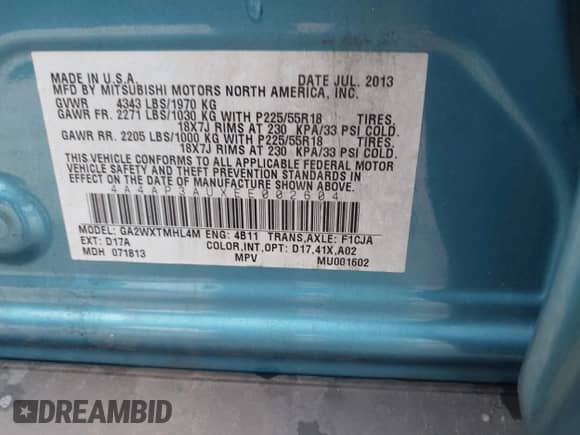 MADE IN U.S.A. DATE JUL. 2013
MFD BY MITSUBISHI MOTORS NORTH AMERICA, INC.
GVWR 4343 LBS/1970 KG
GAWR FR. 2271 LBS/1030 KG WITH P225/55R18 TIRES,
18X7J RIMS AT 230 KPA/33 PSI COLD.
GAWR RR. 2205 LBS/1000 KG WITH P225/55R18 TIRES,
18X7J RIMS AT 230 KPA/33 PSI COLD.
THIS VEHICLE CONFORMS TO ALL APPLICABLE FEDERAL MOTOR
VEHICLE SAFETY AND BUMPER STANDARDS IN
EFFECT ON THE DATE OF MANUFACTURE SHOWN ABOVE.
4A4AP3AUXEE002604
MODEL: GA2WXTMHL4M ENG: 4B11 TRANS,AXLE: F1CJA
EXT: D17A COLOR,INT,OPT: D17,41X,A02
MDH 071813 MPV MU001602
DREAMBID